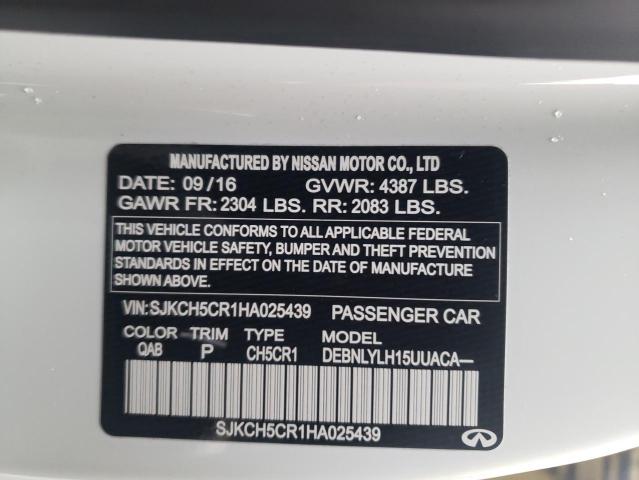 MANUFACTURED BY NISSAN MOTOR CO., LTD
DATE: 09/16 GVWR: 4387 LBS.
GAWR FR: 2304 LBS. RR: 2083 LBS.
THIS VEHICLE CONFORMS TO ALL APPLICABLE FEDERAL
MOTOR VEHICLE SAFETY, BUMPER AND THEFT PREVENTION
STANDARDS IN EFFECT ON THE DATE OF MANUFACTURE
SHOWN ABOVE.
VIN:SJKCH5CR1HA025439 PASSENGER CAR
COLOR TRIM TYPE MODEL
QAB P CH5CR1 DEBNLYLH15UUACA—
SJKCH5CR1HA025439